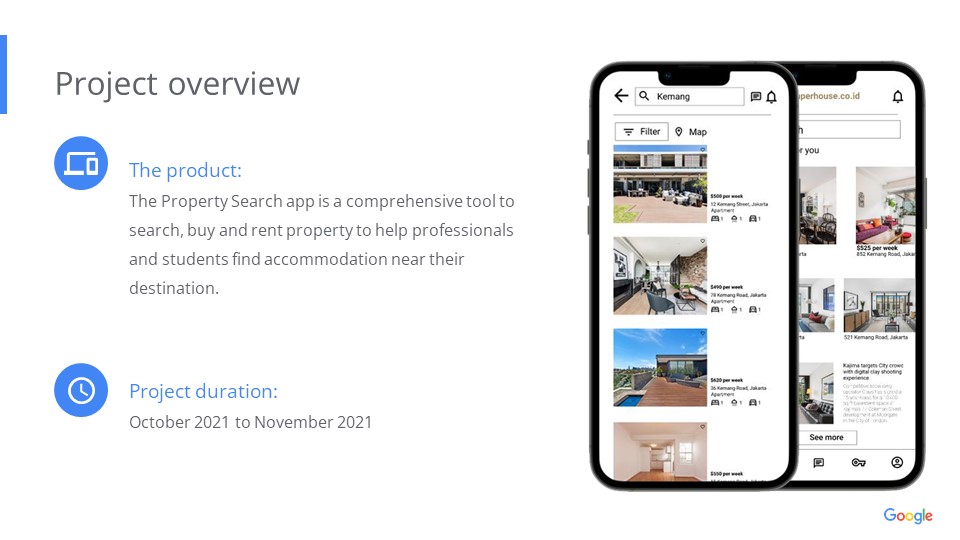 Project overview
The product:
The Property Search app is a comprehensive tool to
search, buy and rent property to help professionals
and students find accommodation near their
destination.
Project duration:
October 2021 to November 2021
Kemang
Filter
Map
$500 per week
12 Kemang Street, Jakarta
Apartment
1 1 1
$490 per week
78 Kemang Road, Jakarta
Apartment
1 1 1
$620 per week
36 Kemang Road, Jakarta
Apartment
1 1 1
$550 per week
perhouse.co.id
h
r you
$525 per week
rta
852 Kemang Road, Jaka
rta
521 Kemang Road, Jakarta
Kajima targets City crowd
with digital clay shooting
experience
See more
Google